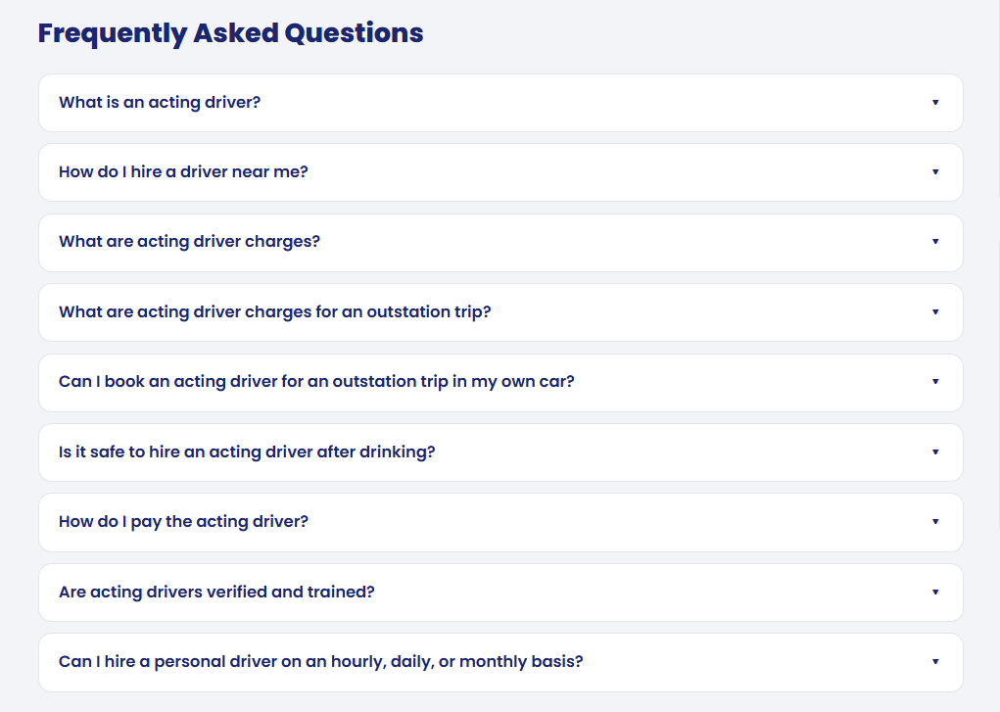 Frequently Asked Questions
What is an acting driver?
How do I hire a driver near me?
What are acting driver charges?
What are acting driver charges for an outstation trip?
Can I book an acting driver for an outstation trip in my own car?
Is it safe to hire an acting driver after drinking?
How do I pay the acting driver?
Are acting drivers verified and trained?
Can I hire a personal driver on an hourly, daily, or monthly basis?